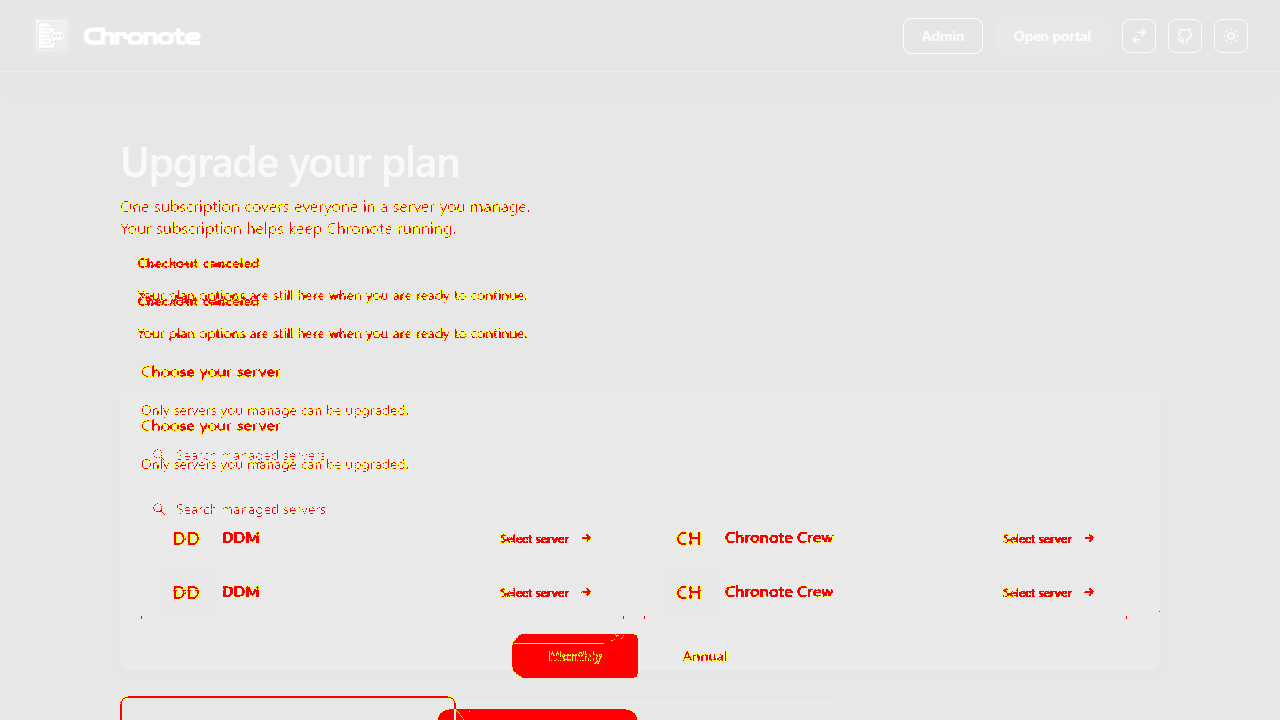 Chronote
Admin
Open portal
Upgrade your plan
One subscription covers everyone in a server you manage.
Your subscription helps keep Chronote running.
Checkout canceled
Your plan options are still here when you are ready to continue.
Checkout canceled
Your plan options are still here when you are ready to continue.
Choose your server
Only servers you manage can be upgraded.
Choose your server
Search managed servers
Only servers you manage can be upgraded.
Search managed servers
DD DDM Select server
CH Chronote Crew Select server
DD DDM Select server
CH Chronote Crew Select server
Annual